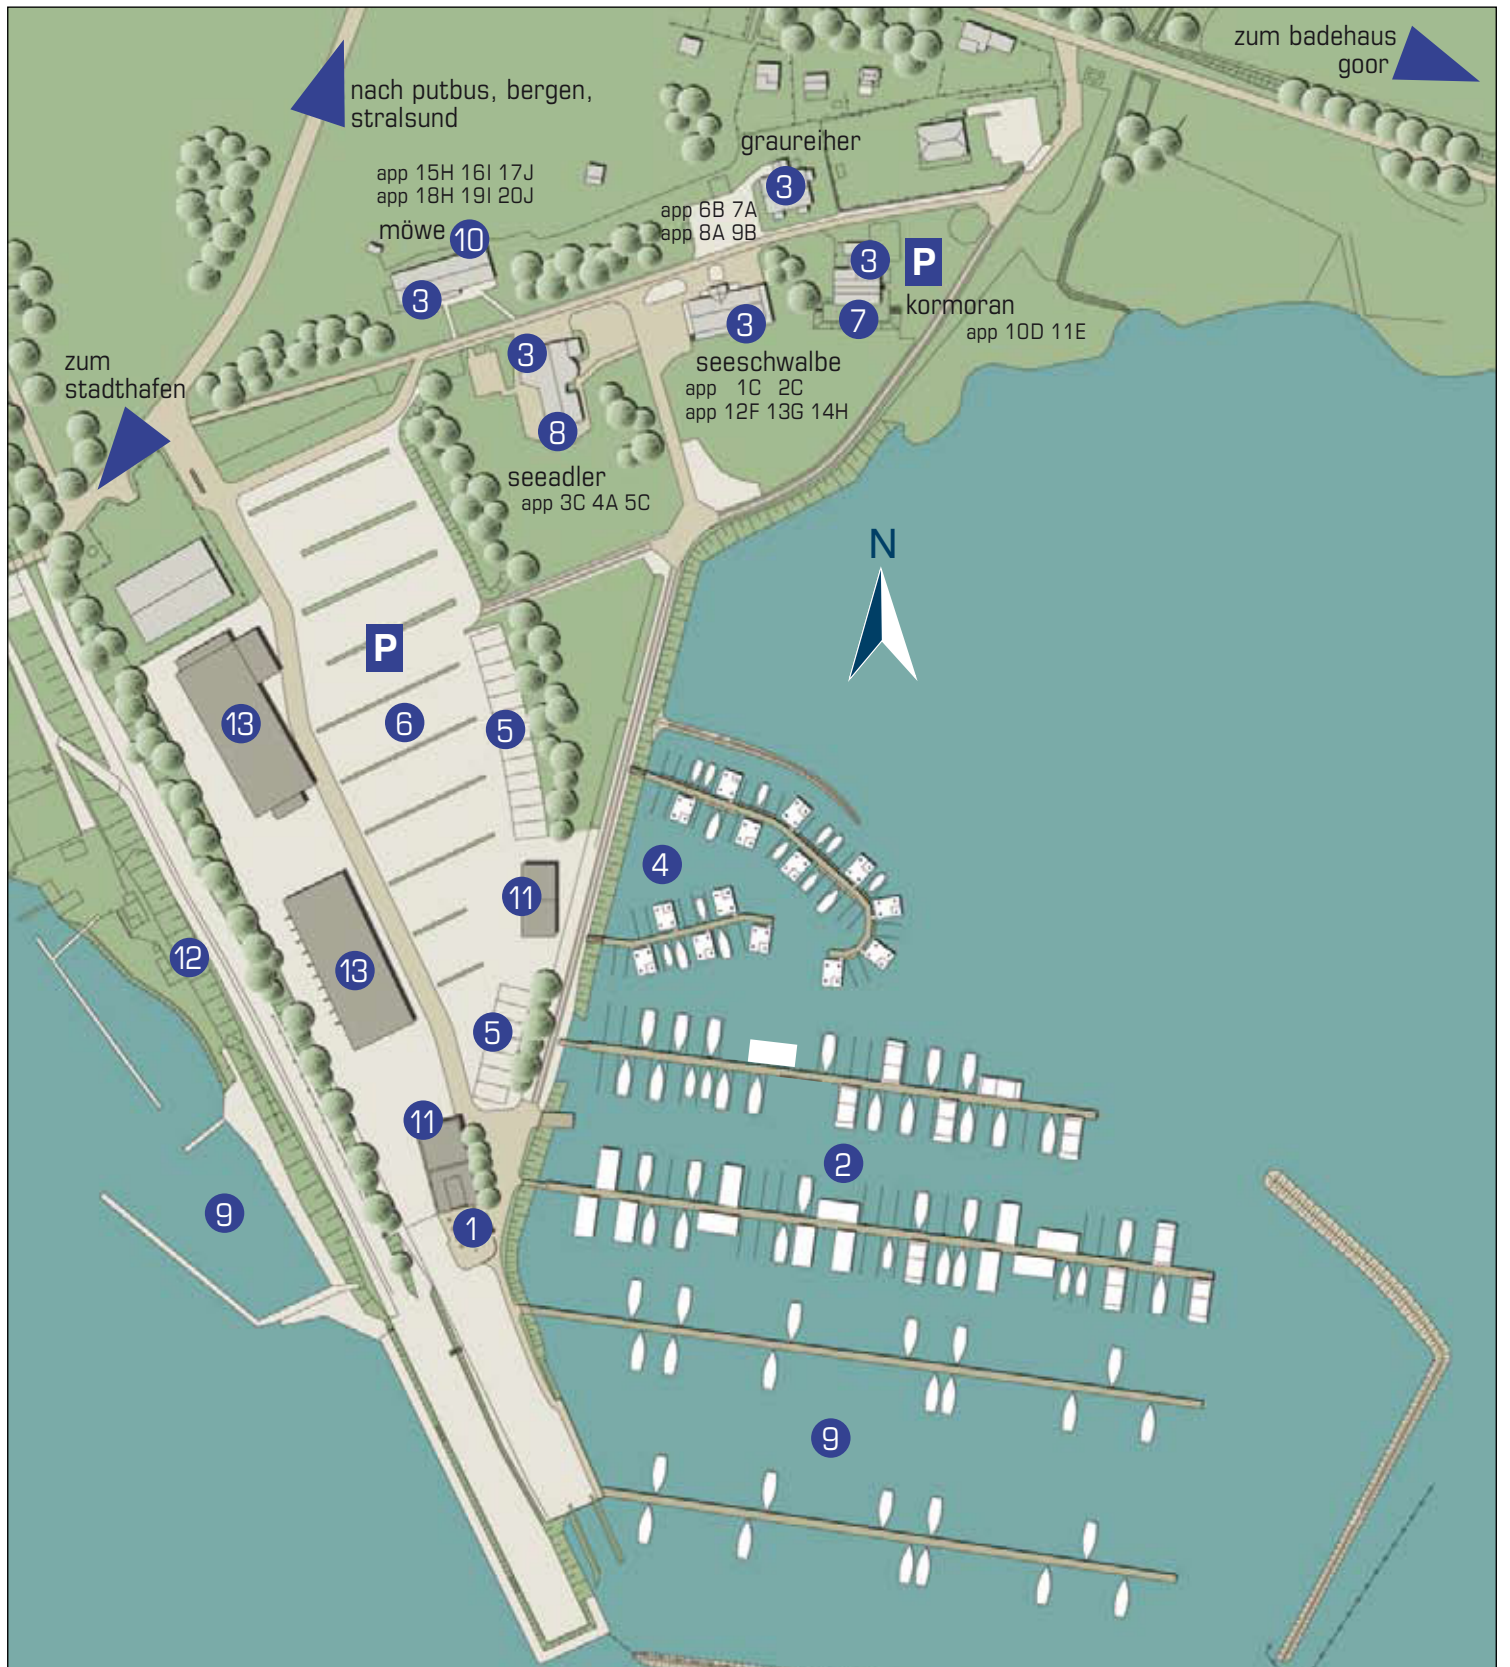 zum badehaus
goor
nach putbus, bergen,
stralsund
graureiher
3
app 15H 16I 17J
app 18H 19I 20J
möwe
10
3
app 6B 7A
app 8A 9B
3
P
7
kormoran
app 10D 11E
3
seeschwalbe
app 1C 2C
app 12F 13G 14H
zum
stadthafen
3
8
seeadler
app 3C 4A 5C
N
P
13
6
5
4
11
12
13
5
11
2
9
1
9